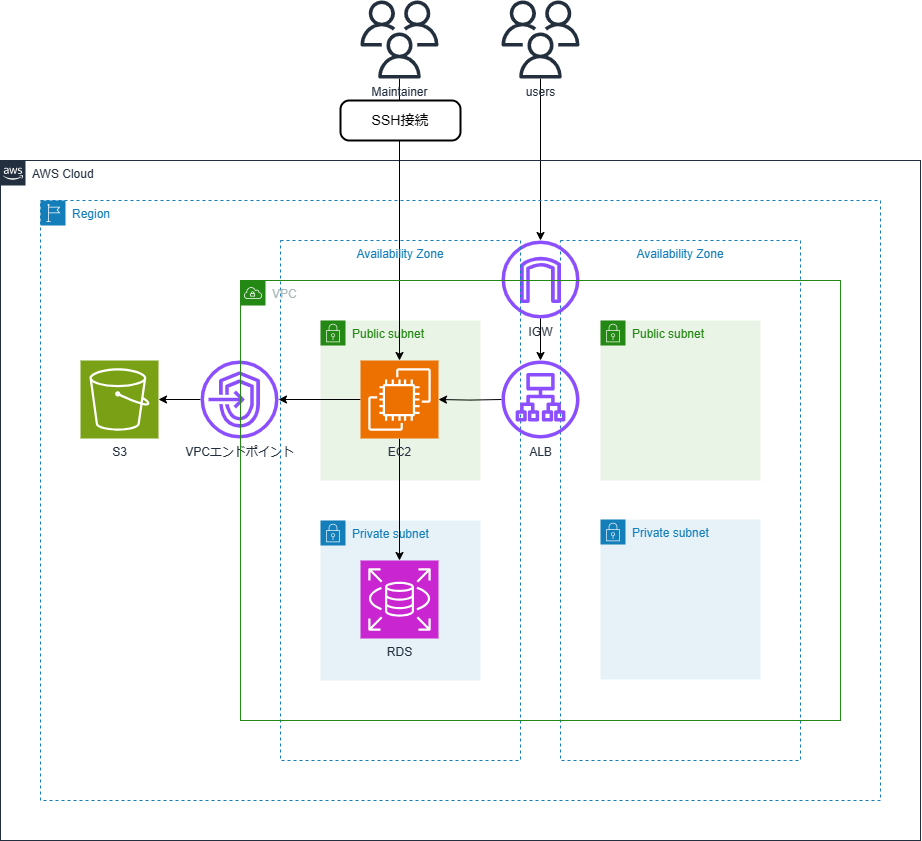 Maintainer
users
SSH接続
aws
AWS Cloud
Region
Availability Zone
Availability Zone
VPC
IGW
Public subnet
Public subnet
S3
VPCエンドポイント
EC2
ALB
Private subnet
Private subnet
RDS